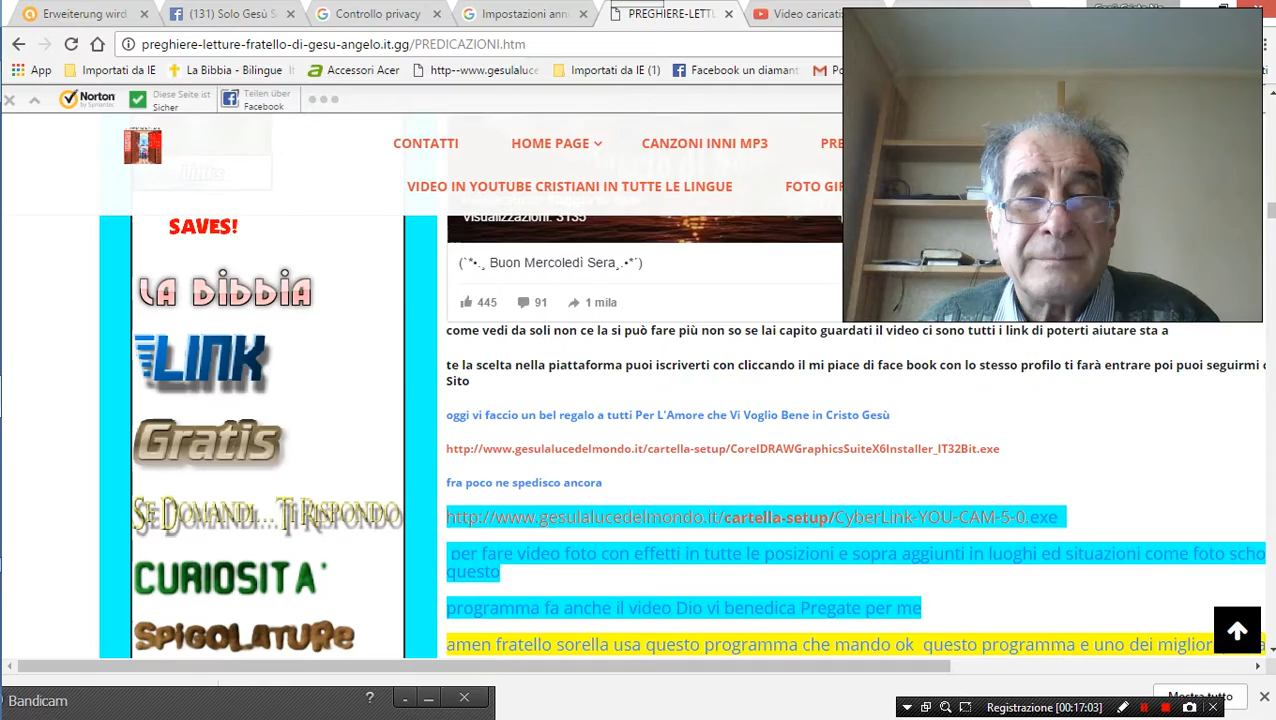 Erweiterung wird
(131) Solo Gesù S
Controllo privacy
Impostazioni annu
PREGHIERE-LETTU
Video caricati
preghiere-letture-fratello-di-gesu-angelo.it.gg/PREDICAZIONI.htm
App
Importati da IE
La Bibbia - Bilingue
Accessori Acer
http--www.gesulaluce
Importati da IE (1)
Facebook un diamant
Norton
by Symantec
Diese Seite ist
Sicher
Teilen über
Facebook
CONTATTI
HOME PAGE
CANZONI INNI MP3
PRE
VIDEO IN YOUTUBE CRISTIANI IN TUTTE LE LINGUE
FOTO GIF
SAVES!
LA BIBBIA
LINK
Gratis
SE DOMANDI...TI RISPONDO
CURIOSITA'
SPIGOLATURE
Visualizzazioni: 3135
(`*•.¸ Buon Mercoledì Sera¸.•*´)
445
91
1 mila
come vedi da soli non ce la si può fare più non so se lai capito guardati il video ci sono tutti i link di poterti aiutare sta a
te la scelta nella piattaforma puoi iscriverti con cliccando il mi piace di face book con lo stesso profilo ti farà entrare poi puoi seguirmi
Sito
oggi vi faccio un bel regalo a tutti Per L'Amore che Vi Voglio Bene in Cristo Gesù
http://www.gesulalucedelmondo.it/cartella-setup/CorelDRAWGraphicsSuiteX6Installer_IT32Bit.exe
fra poco ne spedisco ancora
http://www.gesulalucedelmondo.it/cartella-setup/CyberLink-YOU-CAM-5-0.exe
per fare video foto con effetti in tutte le posizioni e sopra aggiunti in luoghi ed situazioni come foto scho
questo
programma fa anche il video Dio vi benedica Pregate per me
amen fratello sorella usa questo programma che mando ok questo programma e uno dei miglior
Bandicam
Mostra tutto
Registrazione [00:17:03]